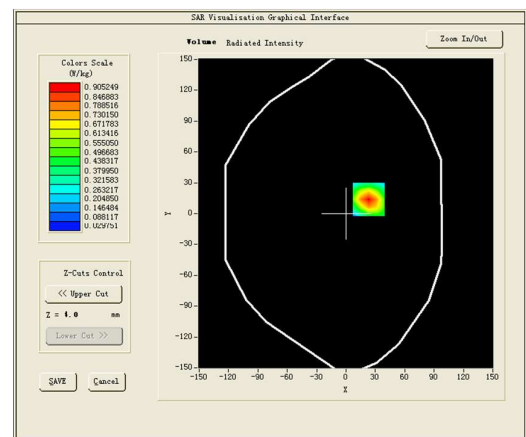 SAR Visualisation Graphical Interface
Volume Radiated Intensity
Zoom In/Out
Colors Scale
(W/kg)
0.905249
0.846883
0.788516
0.730150
0.671783
0.613416
0.555050
0.496683
0.438317
0.379950
0.321583
0.263217
0.204850
0.146484
0.088117
0.029751
150
120
90
60
30
0
-30
-60
-90
-120
-150
Y
-150 -120 -90 -60 -30 0 30 60 90 120 150
X
Z-Cuts Control
<< Upper Cut
Z = 4.0 mm
Lower Cut >>
SAVE Cancel